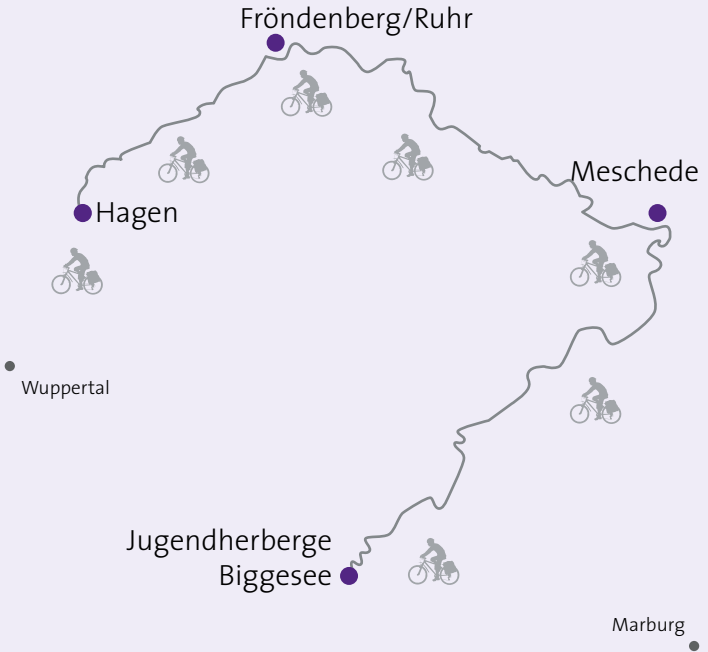 Fröndenberg/Ruhr
Meschede
Hagen
Wuppertal
Jugendherberge
Biggesee
Marburg